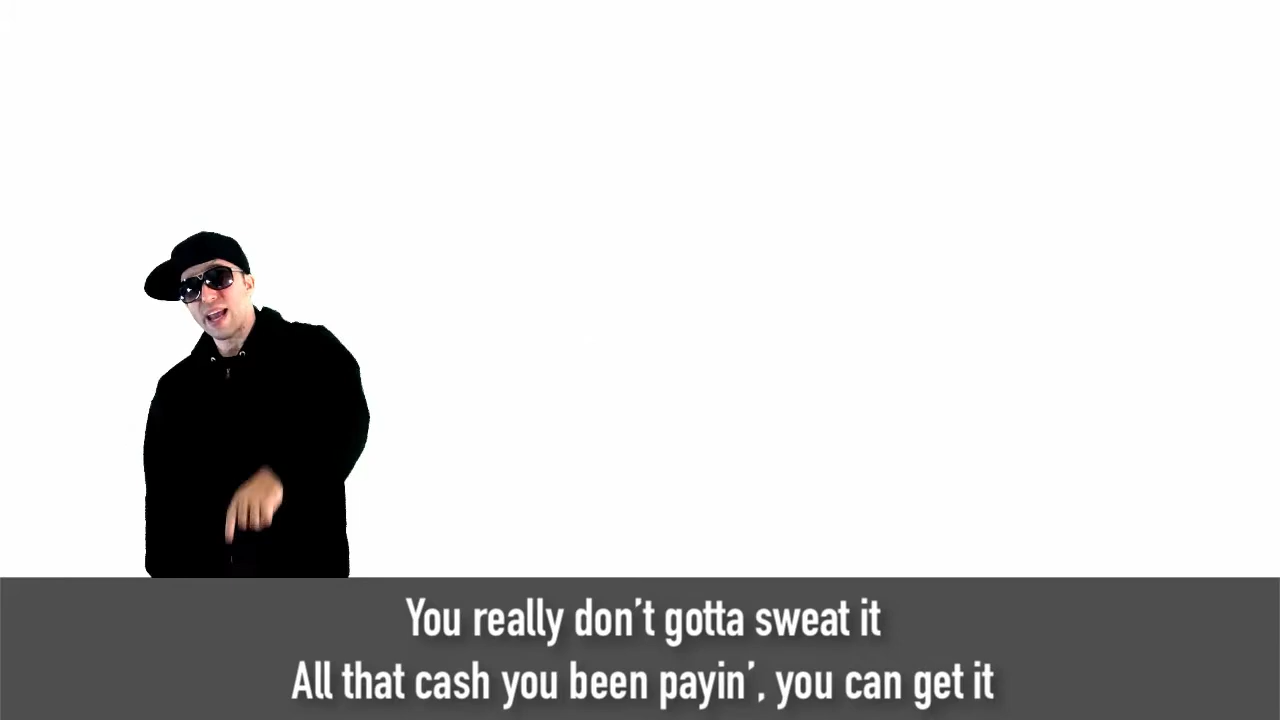 You really don’t gotta sweat it
All that cash you been payin’, you can get it